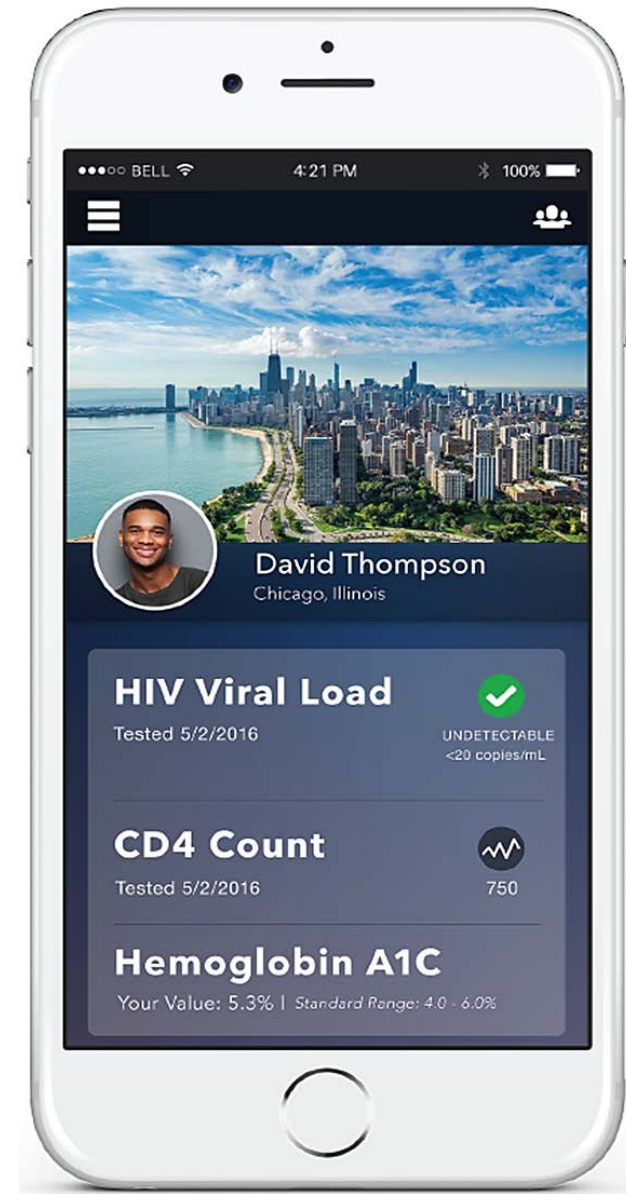 BELL 4:21 PM 100%
David Thompson
Chicago, Illinois
HIV Viral Load
Tested 5/2/2016
UNDETECTABLE
<20 copies/mL
CD4 Count
Tested 5/2/2016
750
Hemoglobin A1C
Your Value: 5.3% | Standard Range: 4.0 - 6.0%